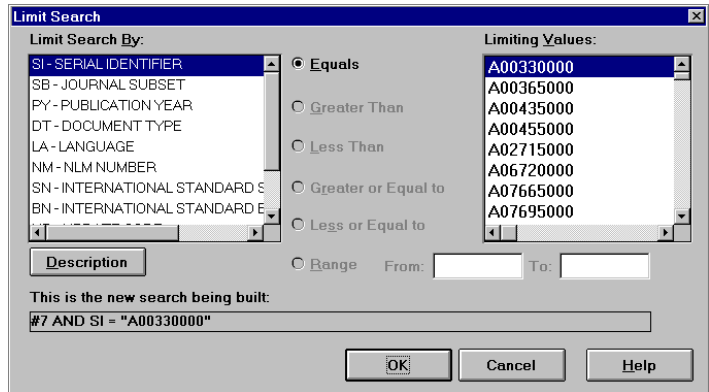 Limit Search
Limit Search By:
SI - SERIAL IDENTIFIER
SB - JOURNAL SUBSET
PY - PUBLICATION YEAR
DT - DOCUMENT TYPE
LA - LANGUAGE
NM - NLM NUMBER
SN - INTERNATIONAL STANDARD S
BN - INTERNATIONAL STANDARD
Description
Equals
Greater Than
Less Than
Greater or Equal to
Less or Equal to
Range From: To:
Limiting Values:
A00330000
A00365000
A00435000
A00455000
A02715000
A06720000
A07665000
A07695000
This is the new search being built:
#7 AND SI = "A00330000"
OK Cancel Help